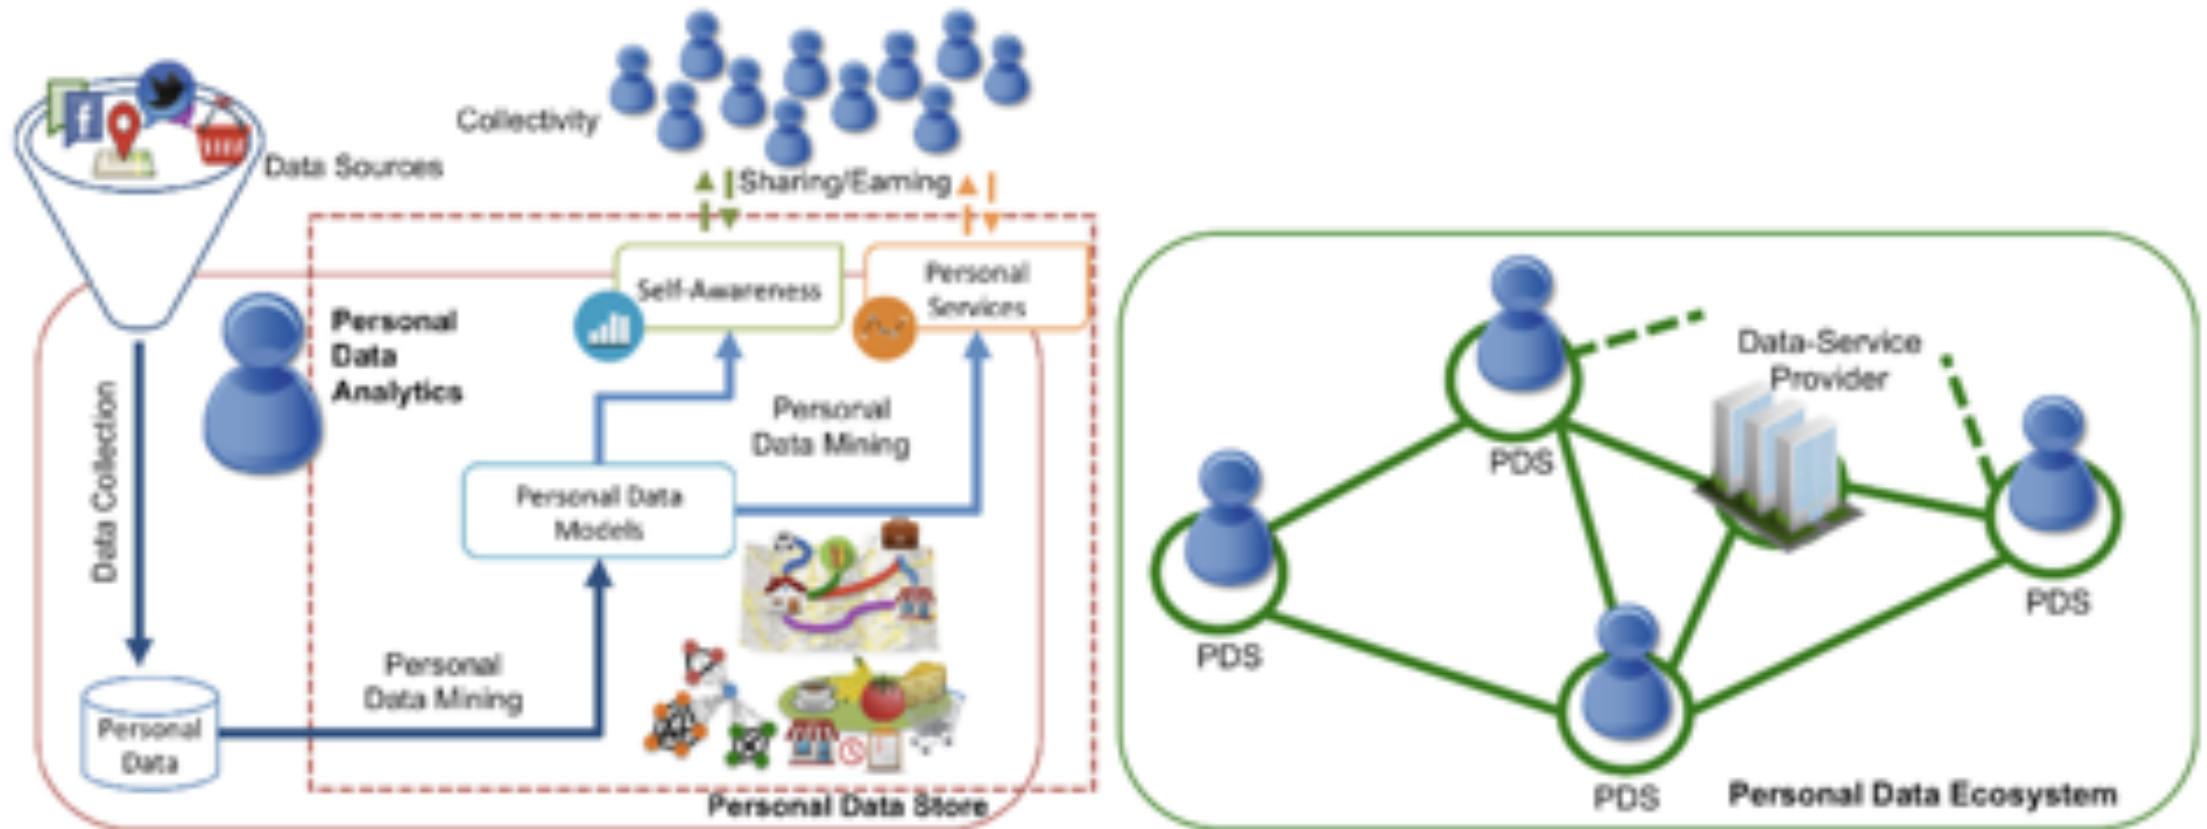 Collectivity
Data Sources
Sharing/Earning
Self-Awareness
Personal
Services
Personal
Data
Analytics
Data Collection
Personal
Data Mining
Personal Data
Models
Personal
Data Mining
Personal
Data
Personal Data Store
Data-Service
Provider
PDS
PDS
PDS
PDS
Personal Data Ecosystem